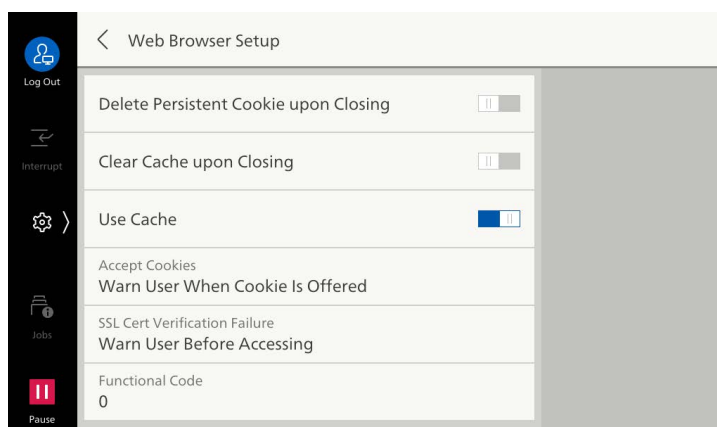 Web Browser Setup
Log Out
Delete Persistent Cookie upon Closing
Interrupt
Clear Cache upon Closing
Use Cache
Accept Cookies
Warn User When Cookie Is Offered
Jobs
SSL Cert Verification Failure
Warn User Before Accessing
Functional Code
0
Pause